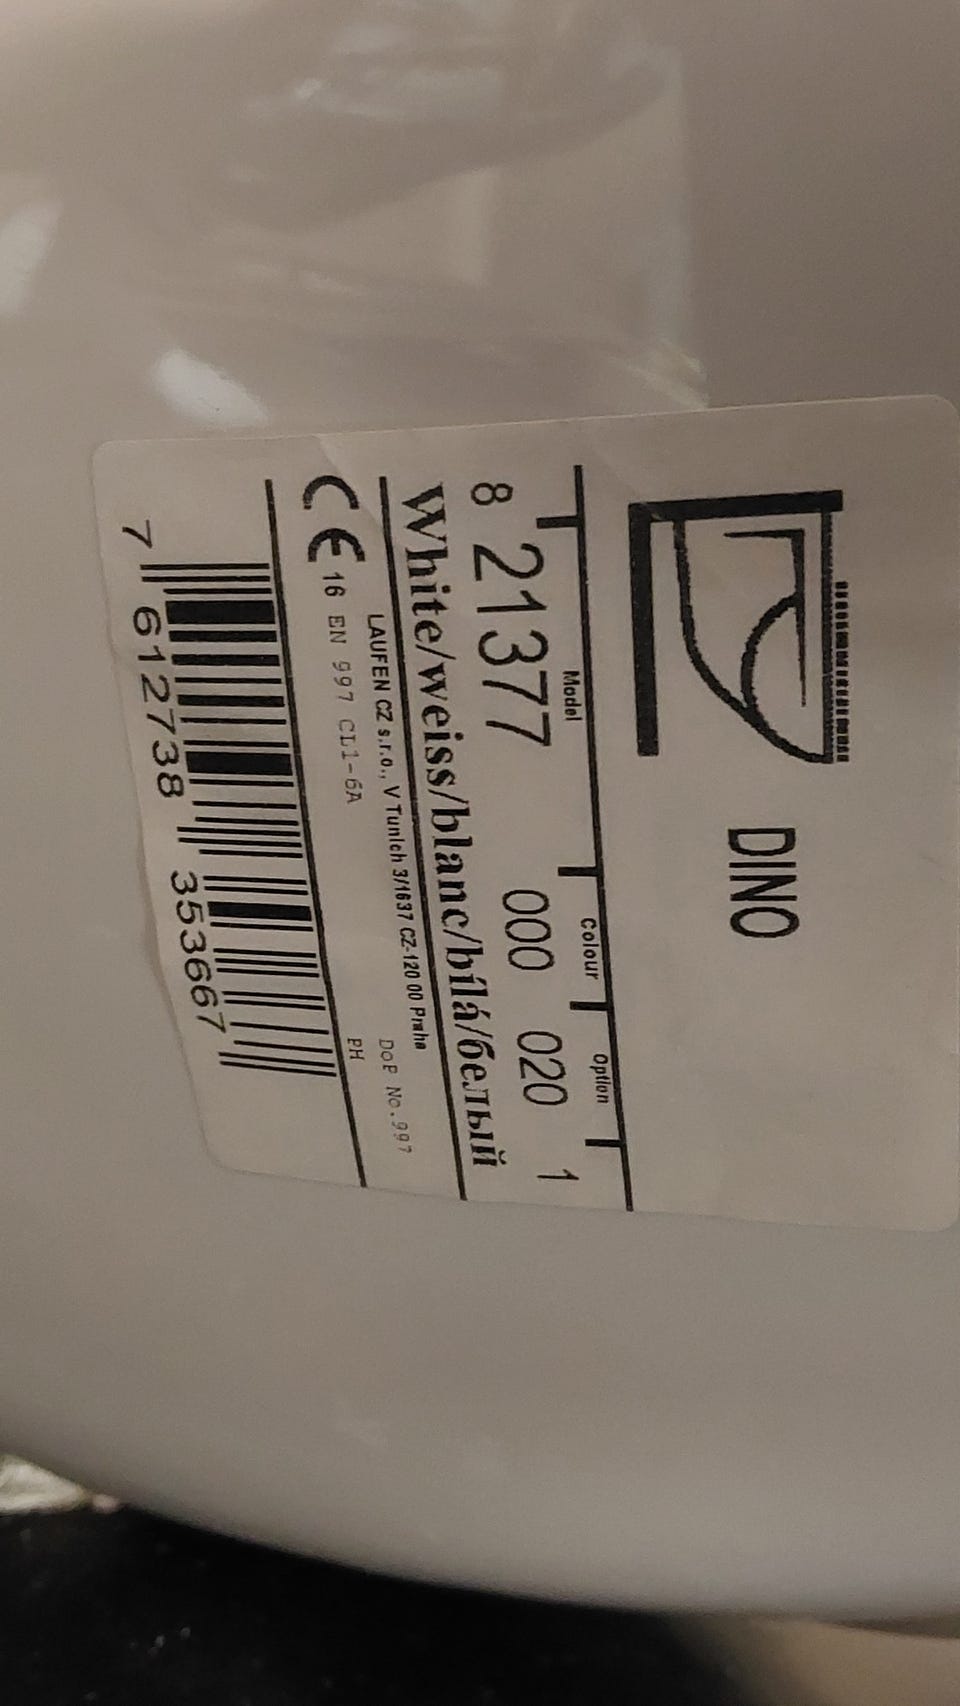 DINO
Model Colour Option
8 21377 000 020 1
White/weiss/blanc/bílá/белый
LAUFEN CZ s.r.o., V Tunich 3/1637 CZ-120 00 Praha
DoP No.997
CE 16 EN 997 CL1-6A
PH
7 612738 353667